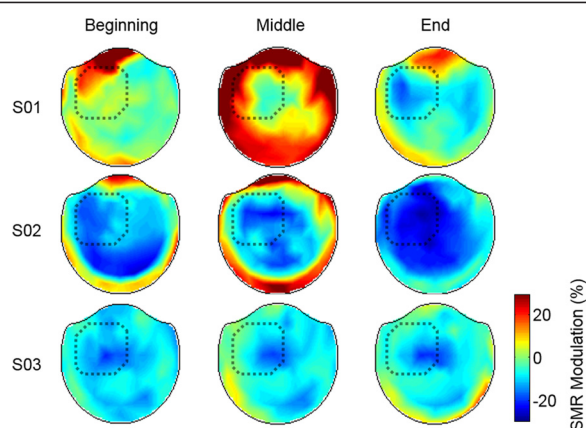 Beginning Middle End
S01
S02
S03
20
0
-20
SMR Modulation (%)